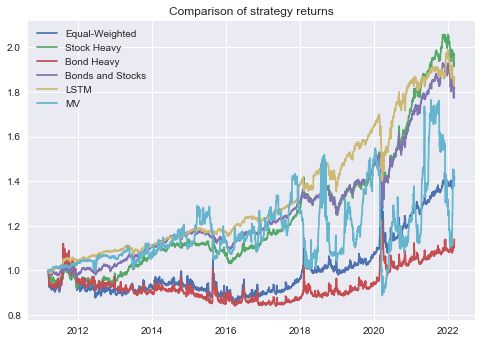 Comparison of strategy returns
Equal-Weighted
Stock Heavy
Bond Heavy
Bonds and Stocks
LSTM
MV
2.0
1.8
1.6
1.4
1.2
1.0
0.8
2012 2014 2016 2018 2020 2022